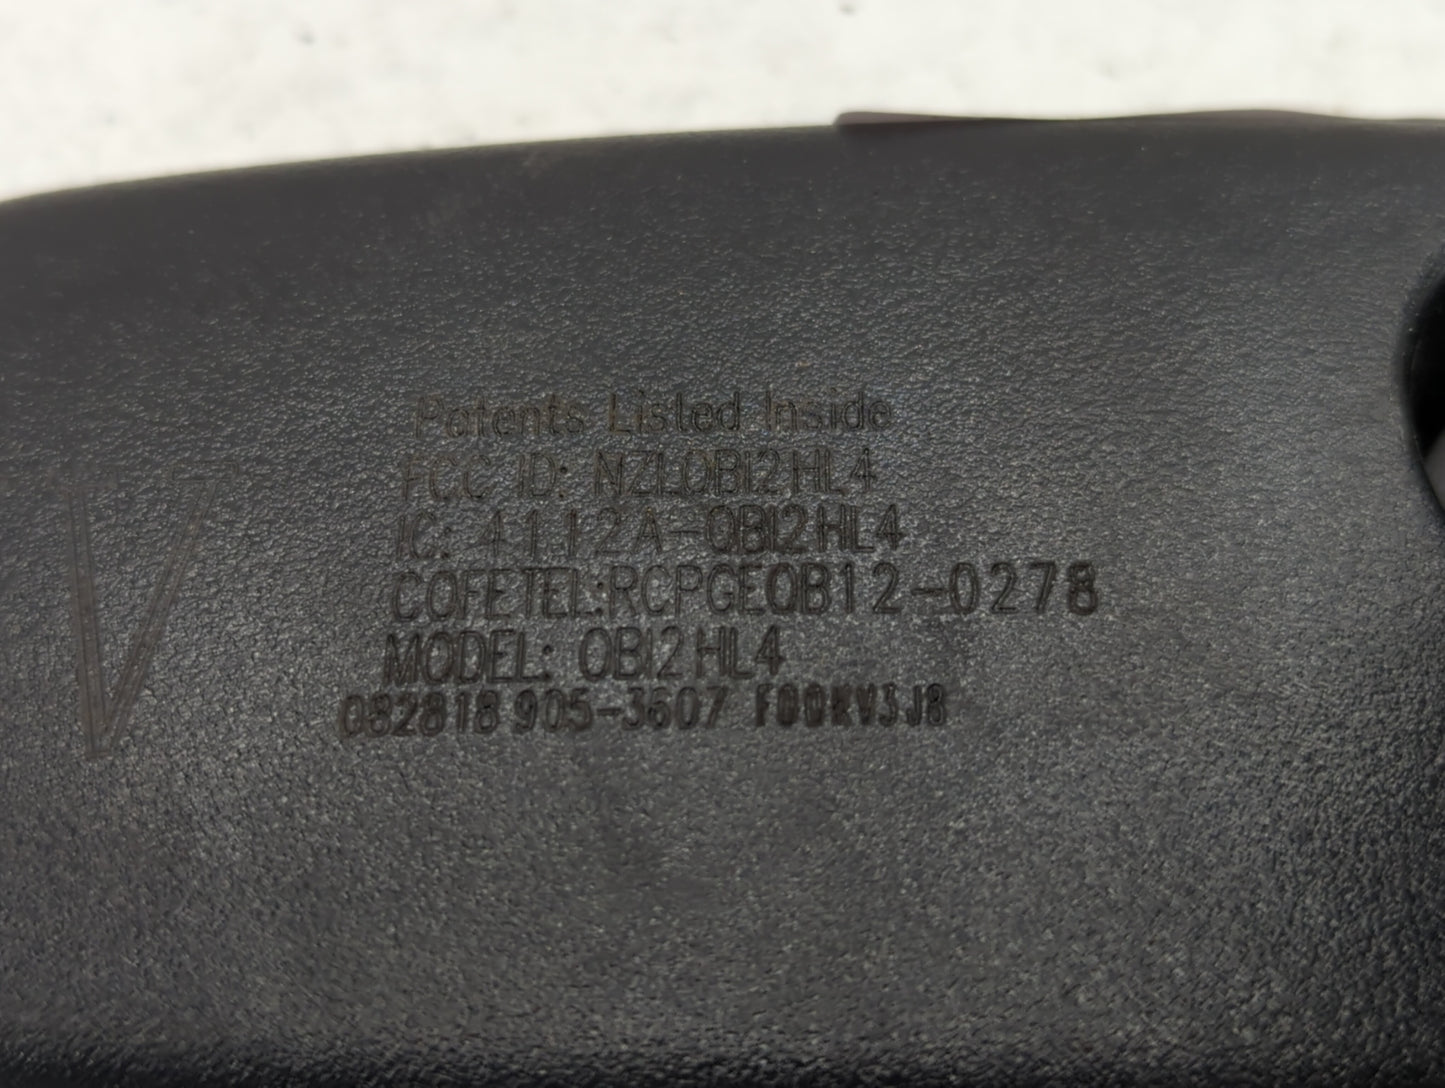 Patents Listed Inside
FCC ID: NZLOBI2HL4
IC: 4112A-OBI2HL4
COFETEL:RCPGEOB12-0278
MODEL: OBI2HL4
082818 905-3607
V